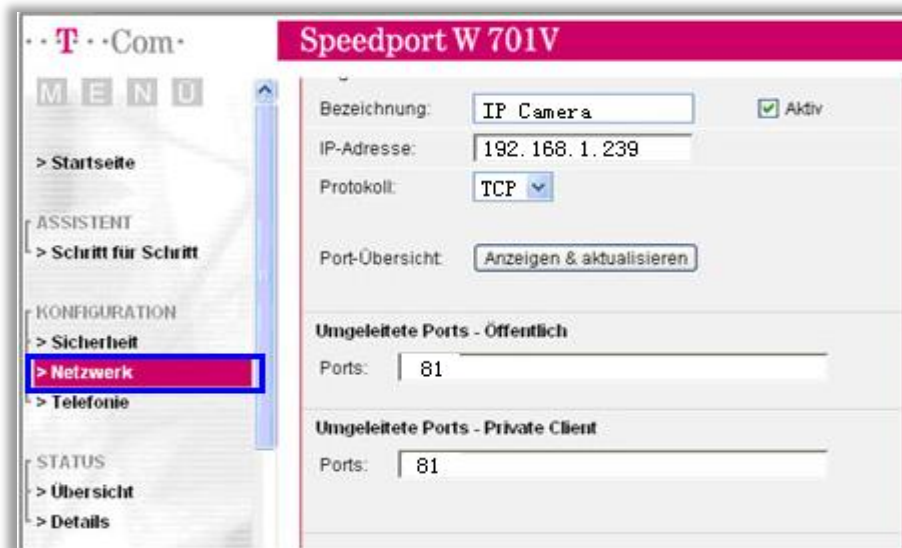 ··T··Com·
Speedport W 701V
MENÜ
> Startseite
ASSISTENT
> Schritt für Schritt
KONFIGURATION
> Sicherheit
> Netzwerk
> Telefonie
STATUS
> Übersicht
> Details
Bezeichnung: IP Camera Aktiv
IP-Adresse: 192.168.1.239
Protokoll: TCP
Port-Übersicht: Anzeigen & aktualisieren
Umgeleitete Ports - Öffentlich
Ports: 81
Umgeleitete Ports - Private Client
Ports: 81